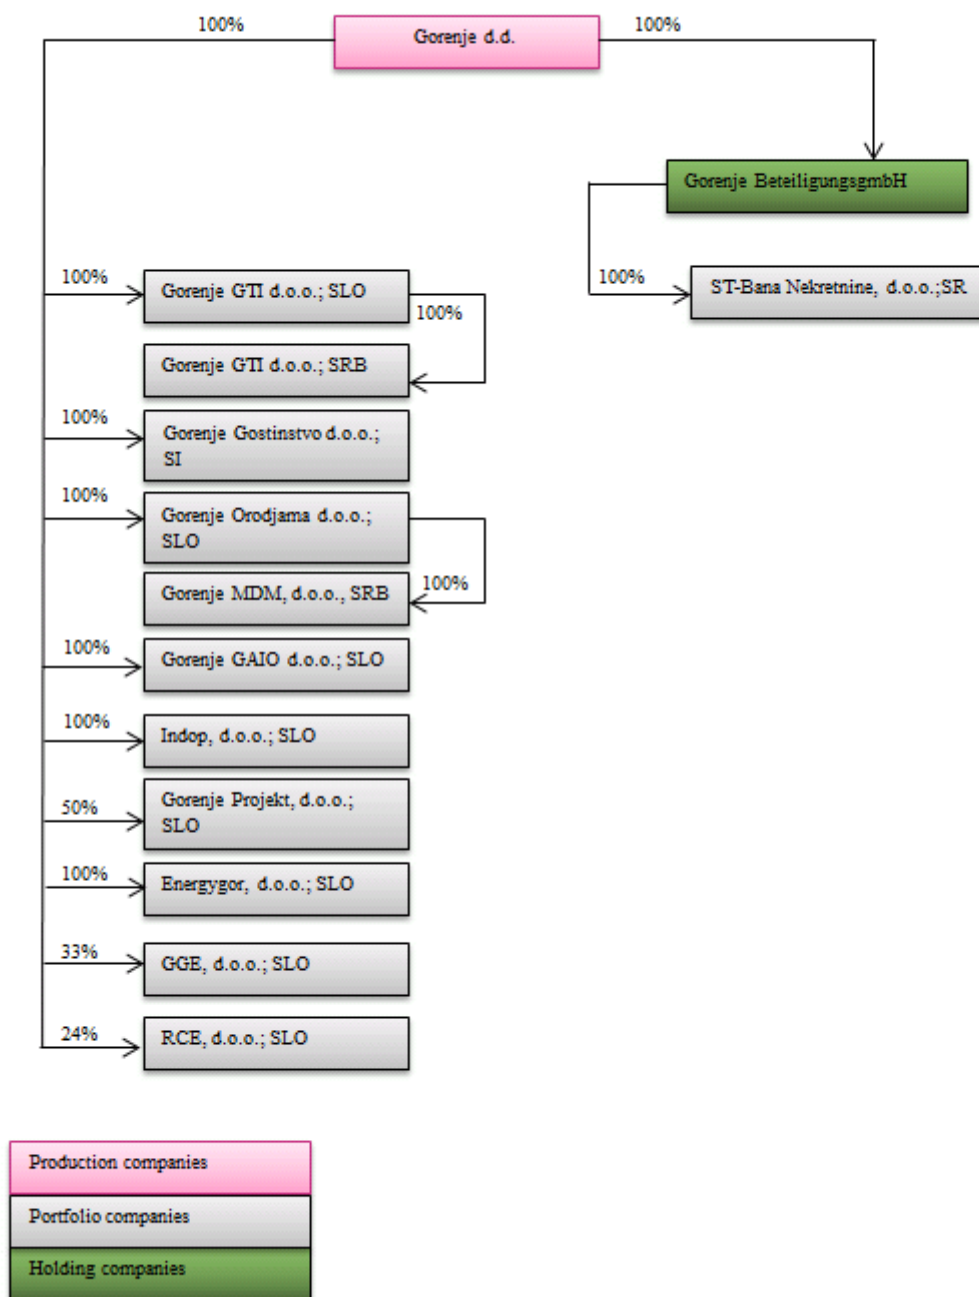 100%
Gorenje d.d.
100%
Gorenje BeteiligungsgmbH
100%
ST-Bana Nekretnine, d.o.o.;SR
100%
Gorenje GTI d.o.o.; SLO
100%
Gorenje GTI d.o.o.; SRB
100%
Gorenje Gostinstvo d.o.o.;
SI
100%
Gorenje Orodjama d.o.o.;
SLO
100%
Gorenje MDM, d.o.o., SRB
100%
Gorenje GAIO d.o.o.; SLO
100%
Indop, d.o.o.; SLO
50%
Gorenje Projekt, d.o.o.;
SLO
100%
Energygor, d.o.o.; SLO
33%
GGE, d.o.o.; SLO
24%
RCE, d.o.o.; SLO
Production companies
Portfolio companies
Holding companies